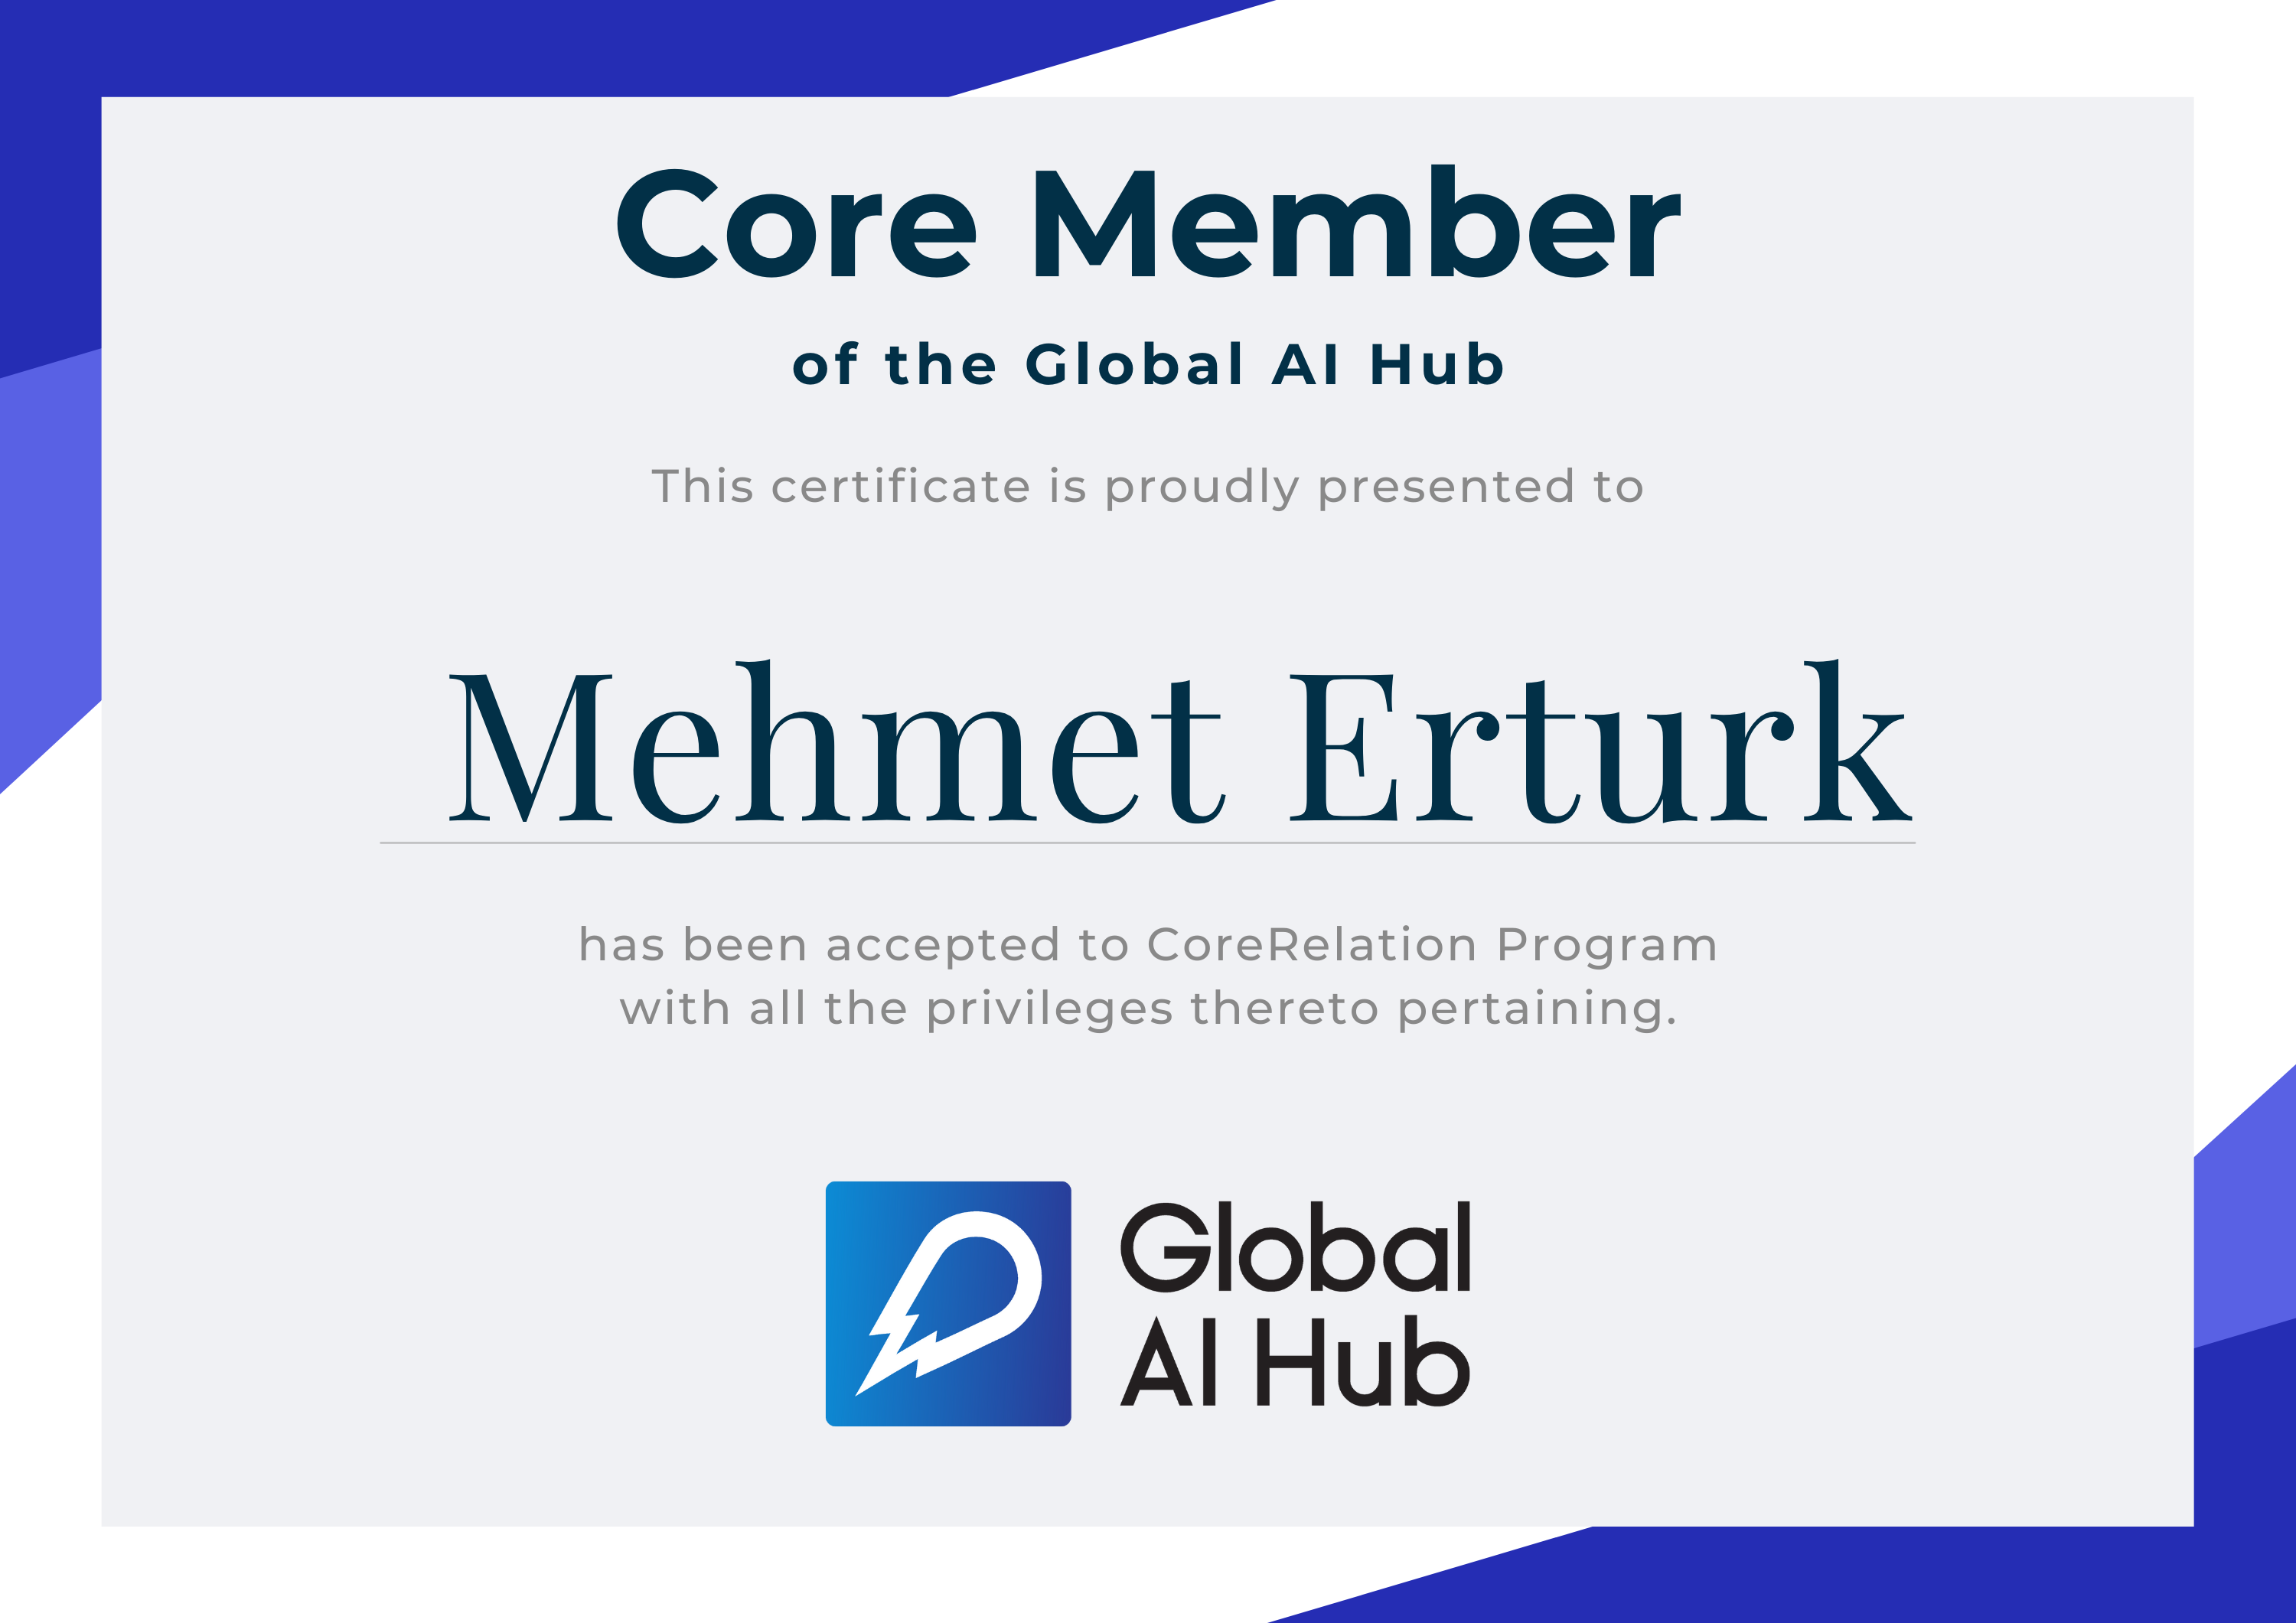 Core Member
of the Global AI Hub
This certificate is proudly presented to
Mehmet Erturk
has been accepted to CoreRelation Program
with all the privileges thereto pertaining.
Global
AI Hub